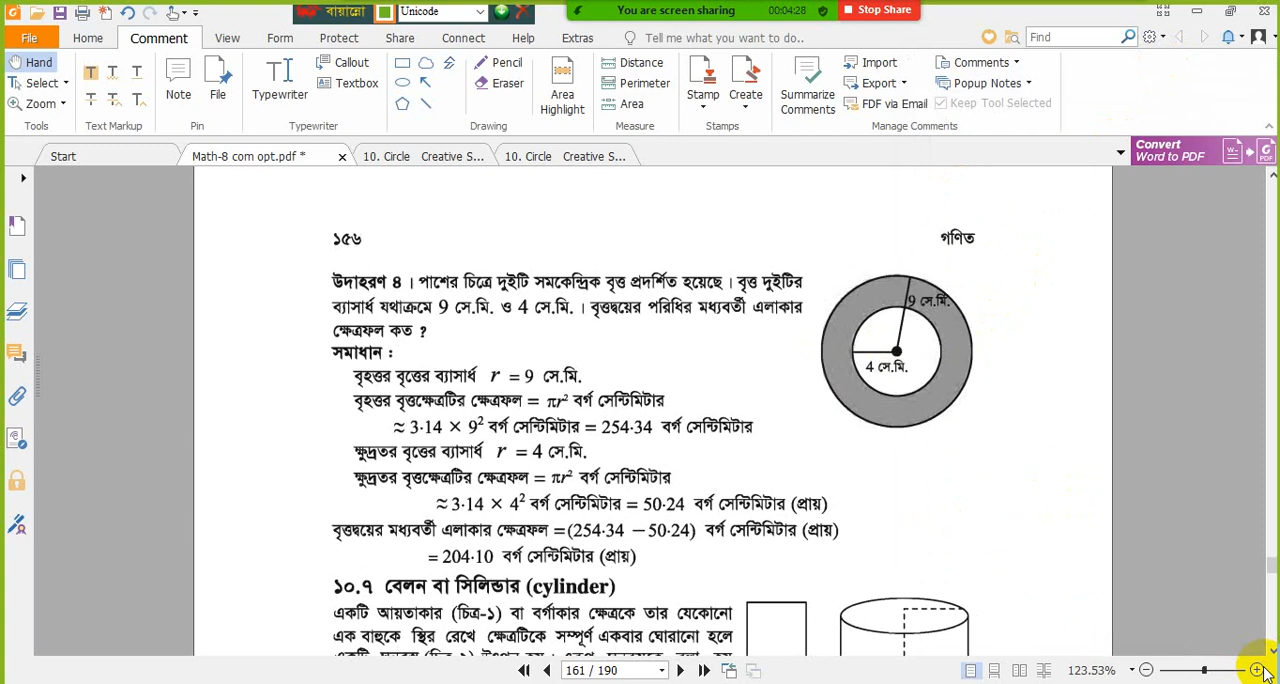 বায়ান্নো Unicode You are screen sharing 00:04:28 Stop Share
File Home Comment View Form Protect Share Connect Help Extras Tell me what you want to do.. Find
Hand Callout Pencil Distance Import Comments
Select Note File Typewriter Textbox Eraser Area Highlight Perimeter Stamp Create Summarize Comments Export Popup Notes
Zoom Area FDF via Email Keep Tool Selected
Tools Text Markup Pin Typewriter Drawing Measure Stamps Manage Comments
Start Math-8 com opt.pdf * 10. Circle Creative S... 10. Circle Creative S... Convert Word to PDF
১৫৬ গণিত
উদাহরণ ৪ । পাশের চিত্রে দুইটি সমকেন্দ্রিক বৃত্ত প্রদর্শিত হয়েছে । বৃত্ত দুইটির
ব্যাসার্ধ যথাক্রমে 9 সে.মি. ও 4 সে.মি. । বৃত্তদ্বয়ের পরিধির মধ্যবর্তী এলাকার
ক্ষেত্রফল কত ?
9 সে.মি.
4 সে.মি.
সমাধান :
বৃহত্তর বৃত্তের ব্যাসার্ধ r = 9 সে.মি.
বৃহত্তর বৃত্তক্ষেত্রটির ক্ষেত্রফল = πr² বর্গ সেন্টিমিটার
≈ 3·14 × 9² বর্গ সেন্টিমিটার = 254·34 বর্গ সেন্টিমিটার
ক্ষুদ্রতর বৃত্তের ব্যাসার্ধ r = 4 সে.মি.
ক্ষুদ্রতর বৃত্তক্ষেত্রটির ক্ষেত্রফল = πr² বর্গ সেন্টিমিটার
≈ 3·14 × 4² বর্গ সেন্টিমিটার = 50·24 বর্গ সেন্টিমিটার (প্রায়)
বৃত্তদ্বয়ের মধ্যবর্তী এলাকার ক্ষেত্রফল =(254·34 – 50·24) বর্গ সেন্টিমিটার (প্রায়)
= 204·10 বর্গ সেন্টিমিটার (প্রায়)
১০.৭ বেলন বা সিলিন্ডার (cylinder)
একটি আয়তাকার (চিত্র-১) বা বর্গাকার ক্ষেত্রকে তার যেকোনো
এক বাহুকে স্থির রেখে ক্ষেত্রটিকে সম্পূর্ণ একবার ঘোরানো হলে
161 / 190 123.53%